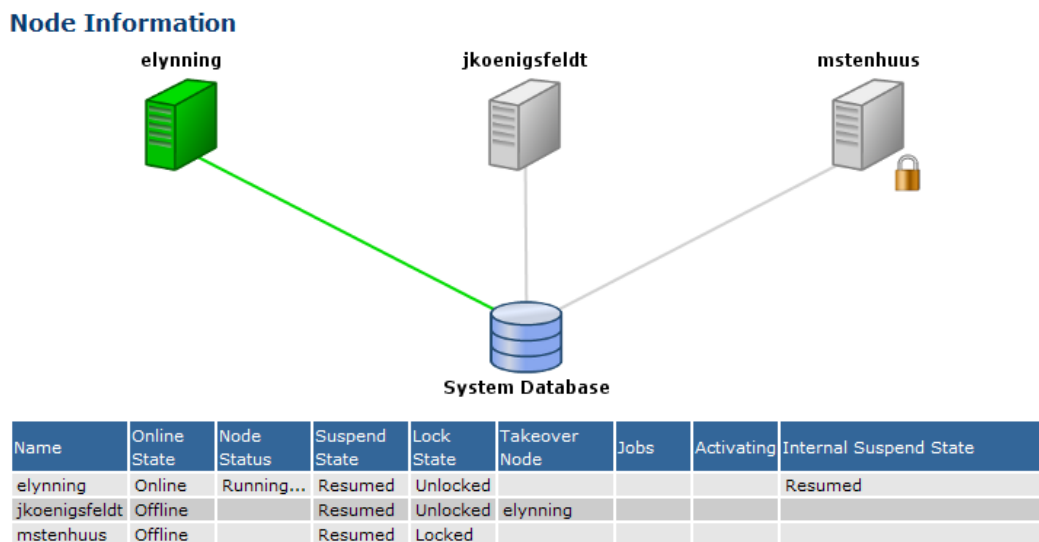 Node Information
elynning jkoenigsfeldt mstenhuus
System Database
Name Online State Node Status Suspend State Lock State Takeover Node Jobs Activating Internal Suspend State
elynning Online Running... Resumed Unlocked Resumed
jkoenigsfeldt Offline Resumed Unlocked elynning
mstenhuus Offline Resumed Locked